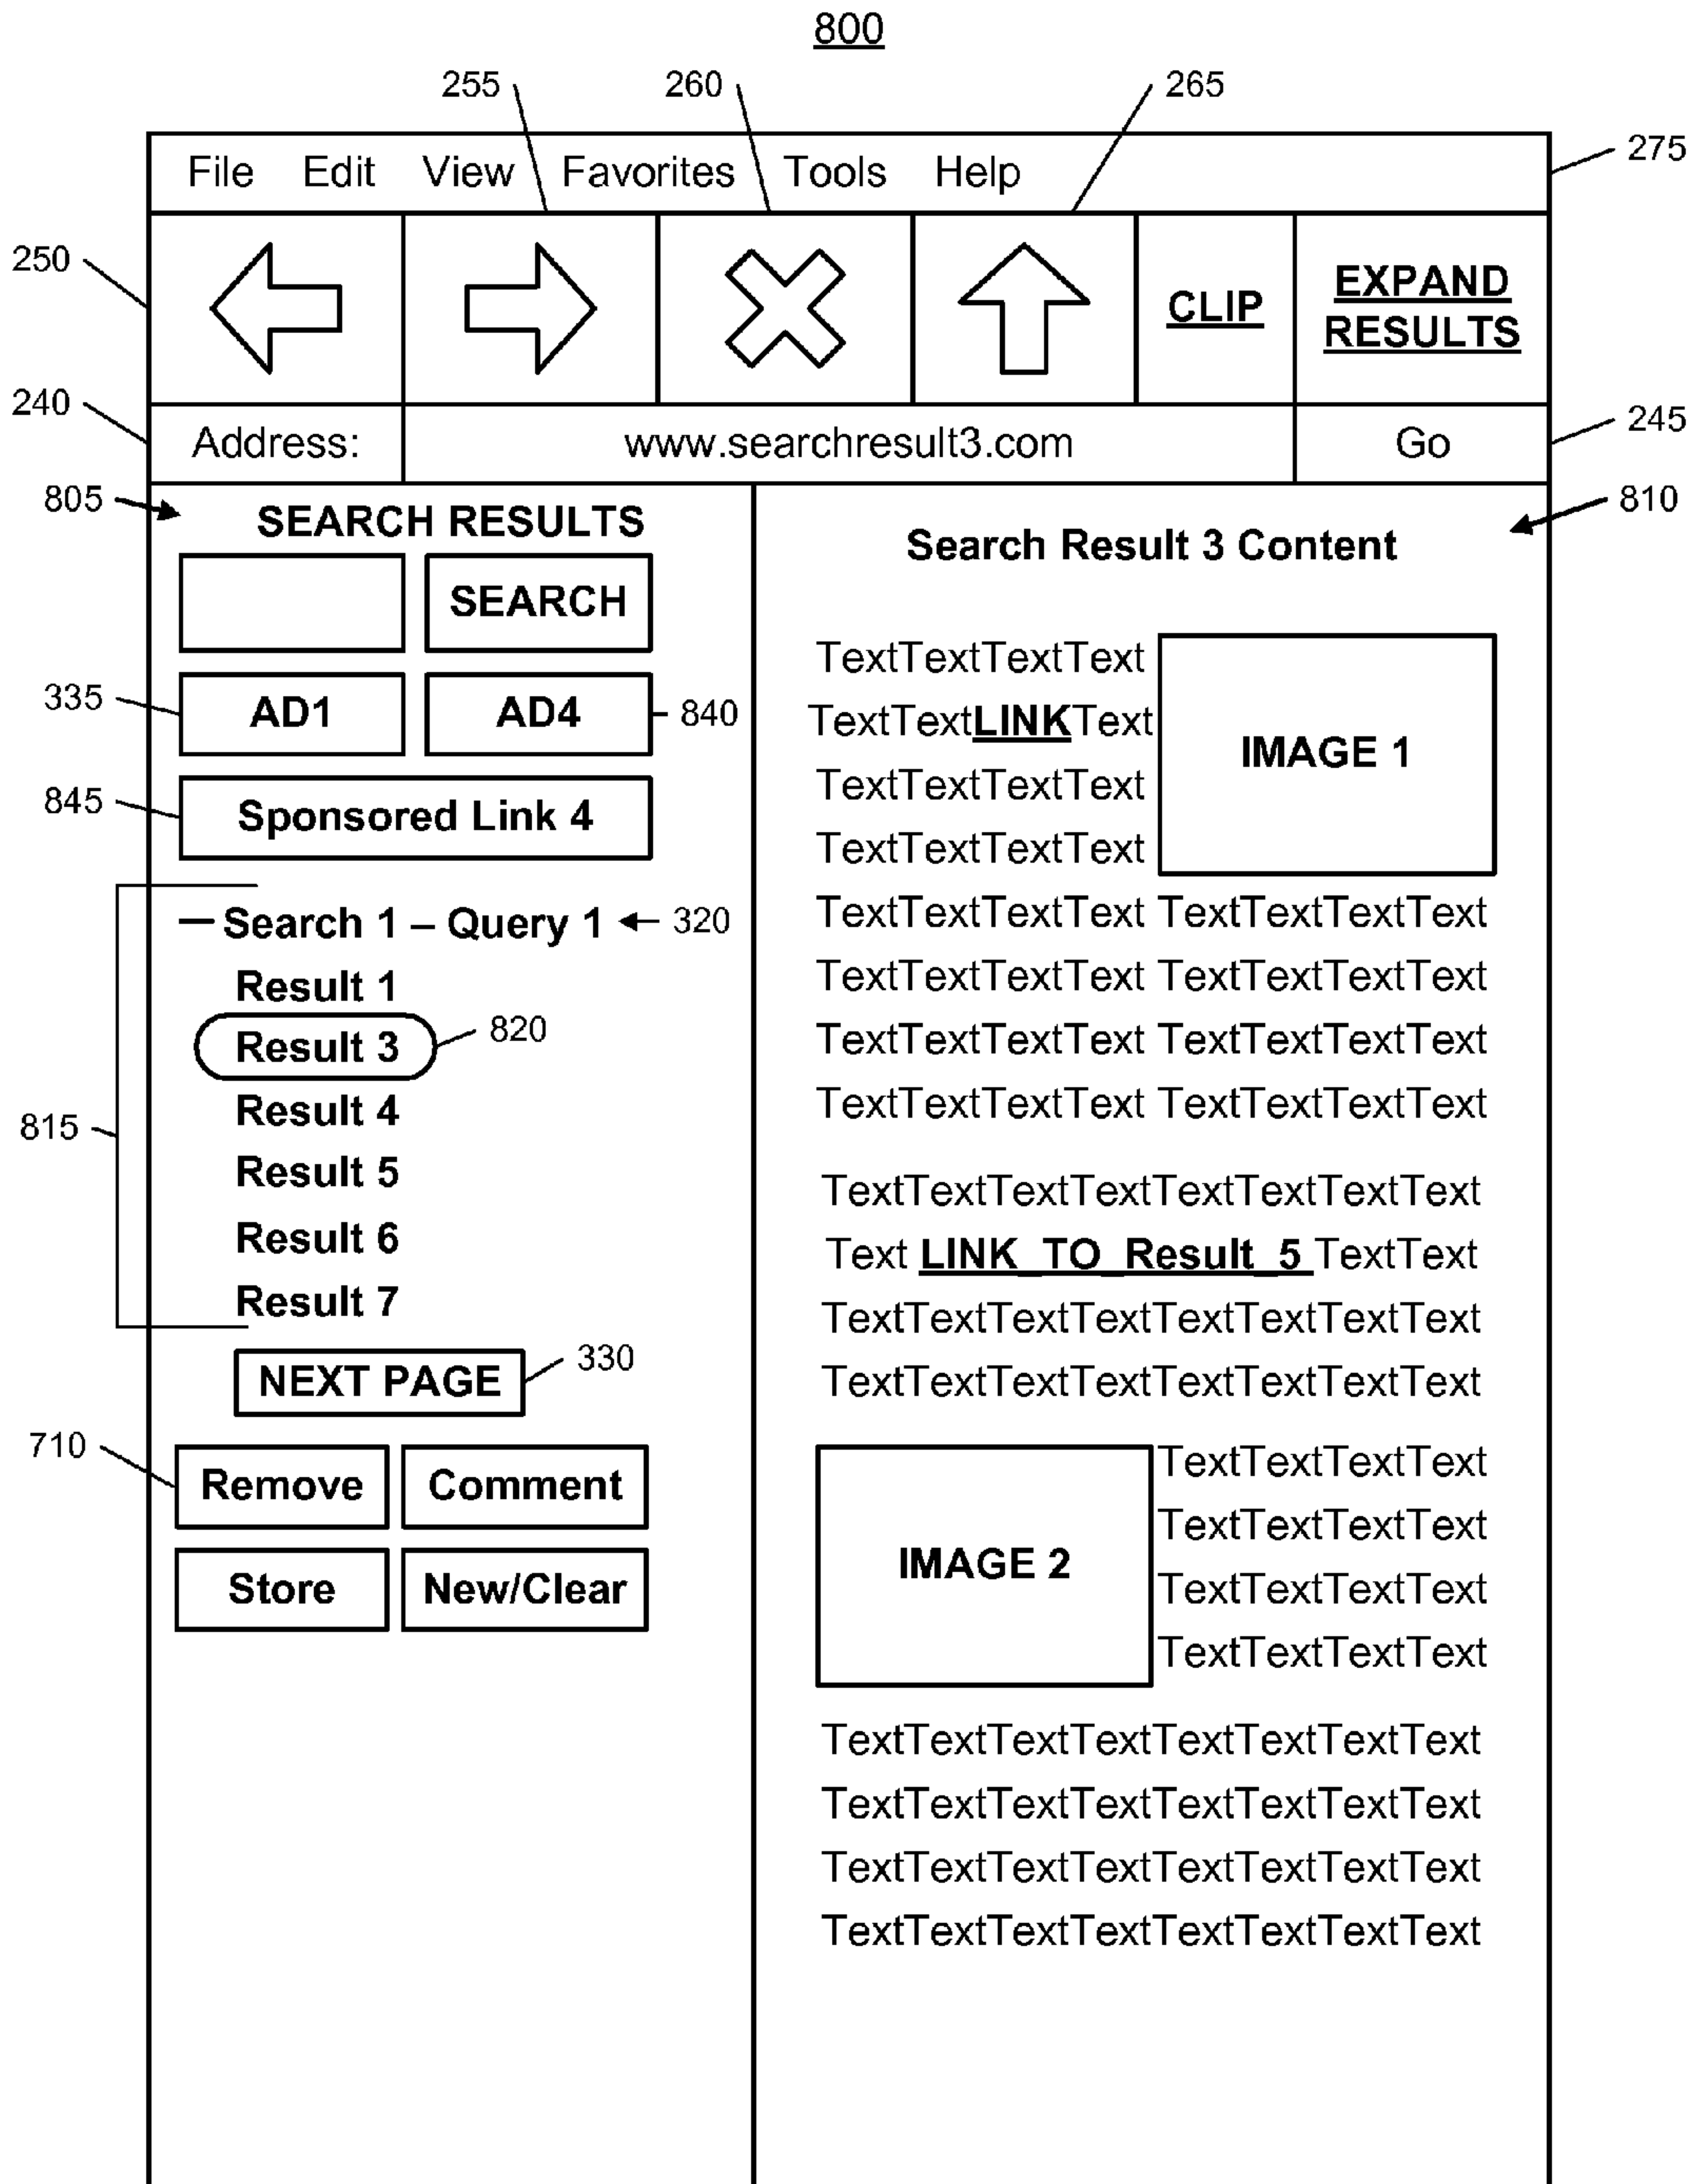 800
255 260 265
File Edit View Favorites Tools Help 275
250
CLIP
EXPAND
RESULTS
240 Address: www.searchresult3.com Go 245
805 SEARCH RESULTS
SEARCH
335 AD1 AD4 840
845 Sponsored Link 4
— Search 1 – Query 1 320
Result 1
Result 3 820
Result 4
815
Result 5
Result 6
Result 7
NEXT PAGE 330
710 Remove Comment
Store New/Clear
810
Search Result 3 Content
TextTextTextText
TextTextLINKText
TextTextTextText
TextTextTextText
IMAGE 1
TextTextTextText TextTextTextText
TextTextTextText TextTextTextText
TextTextTextText TextTextTextText
TextTextTextText TextTextTextText
TextTextTextTextTextTextTextText
Text LINK_TO_Result_5 TextText
TextTextTextTextTextTextTextText
TextTextTextTextTextTextTextText
IMAGE 2
TextTextTextText
TextTextTextText
TextTextTextText
TextTextTextText
TextTextTextTextTextTextTextText
TextTextTextTextTextTextTextText
TextTextTextTextTextTextTextText
TextTextTextTextTextTextTextText